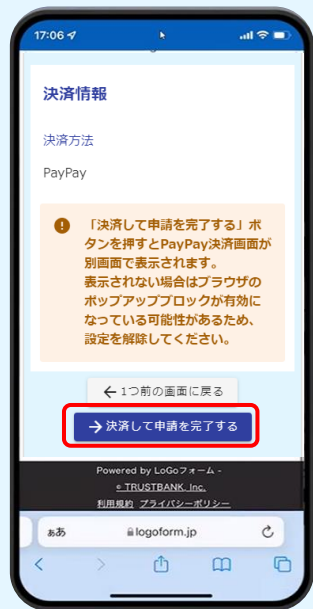 17:06
決済情報
決済方法
PayPay
「決済して申請を完了する」ボ
タンを押すとPayPay決済画面が
別画面で表示されます。
表示されない場合はブラウザの
ポップアップブロックが有効に
なっている可能性があるため、
設定を解除してください。
← 1つ前の画面に戻る
→ 決済して申請を完了する
Powered by LoGoフォーム -
© TRUSTBANK, Inc.
利用規約 プライバシーポリシー
ぁあ logoform.jp